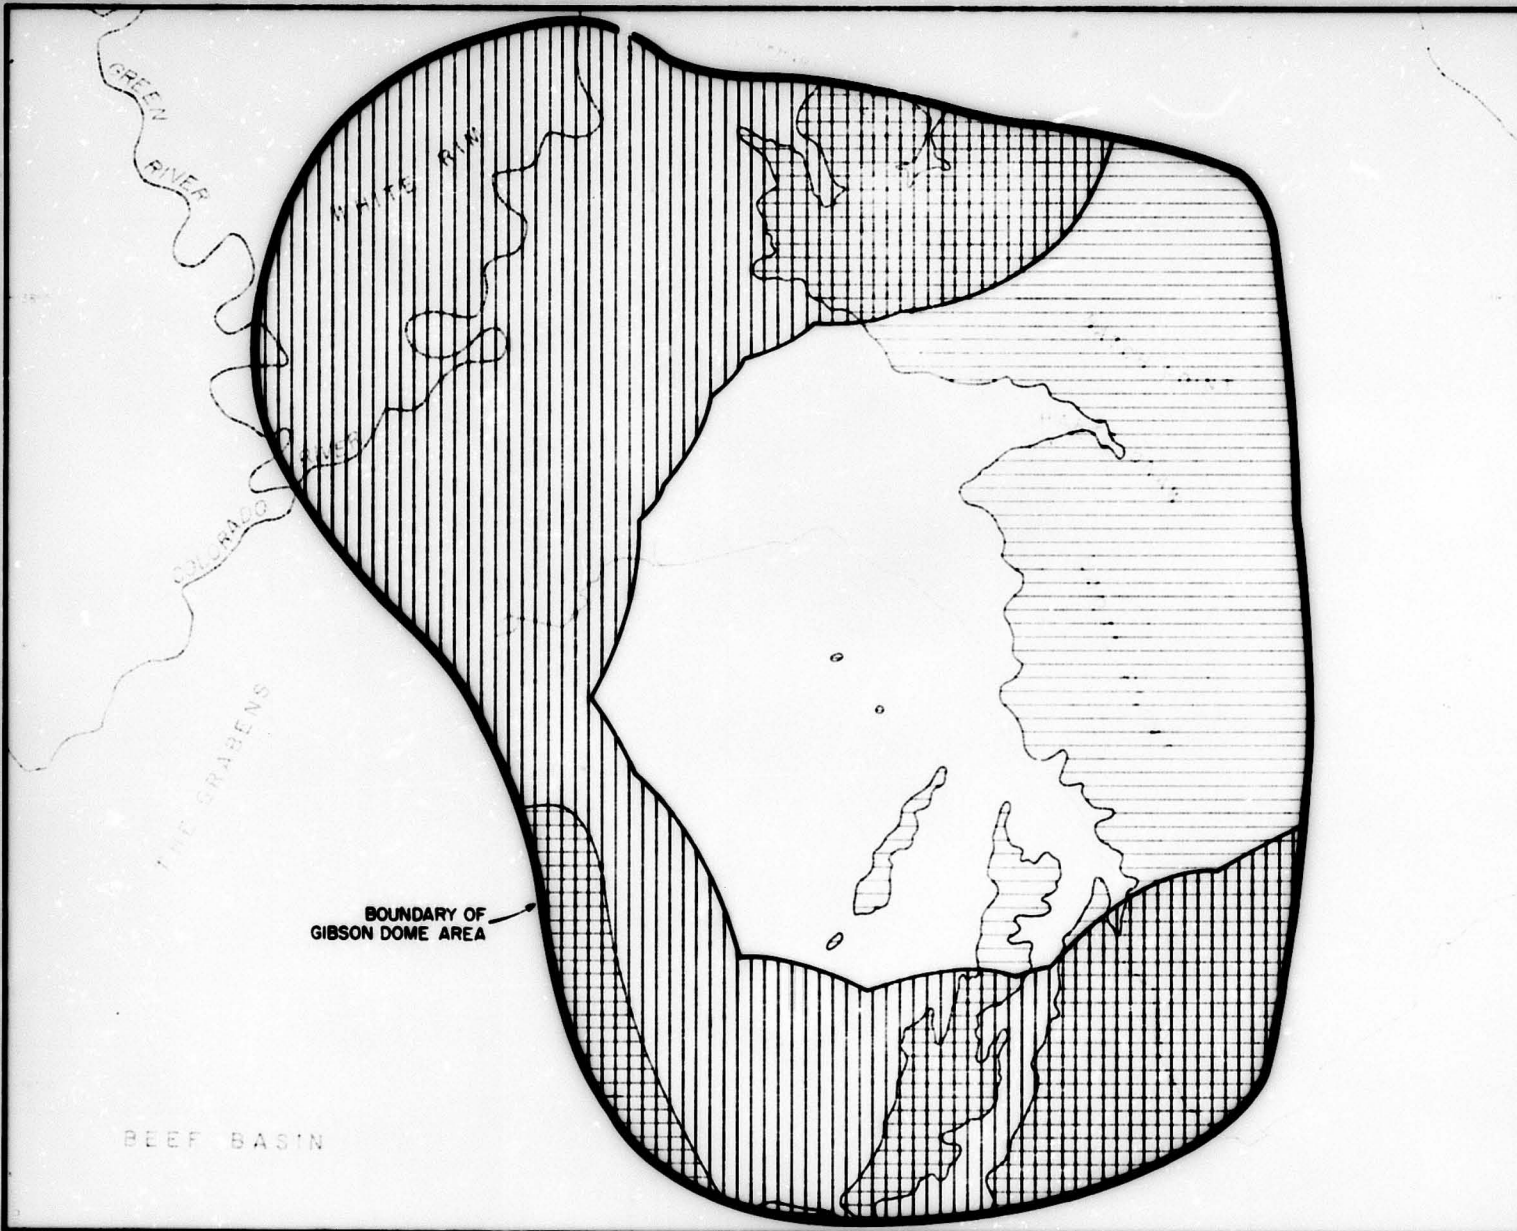 GREEN
RIVER
WHITE RIM
RIVER
COLORADO
THE GRABENS
BOUNDARY OF
GIBSON DOME AREA
BEEF BASIN